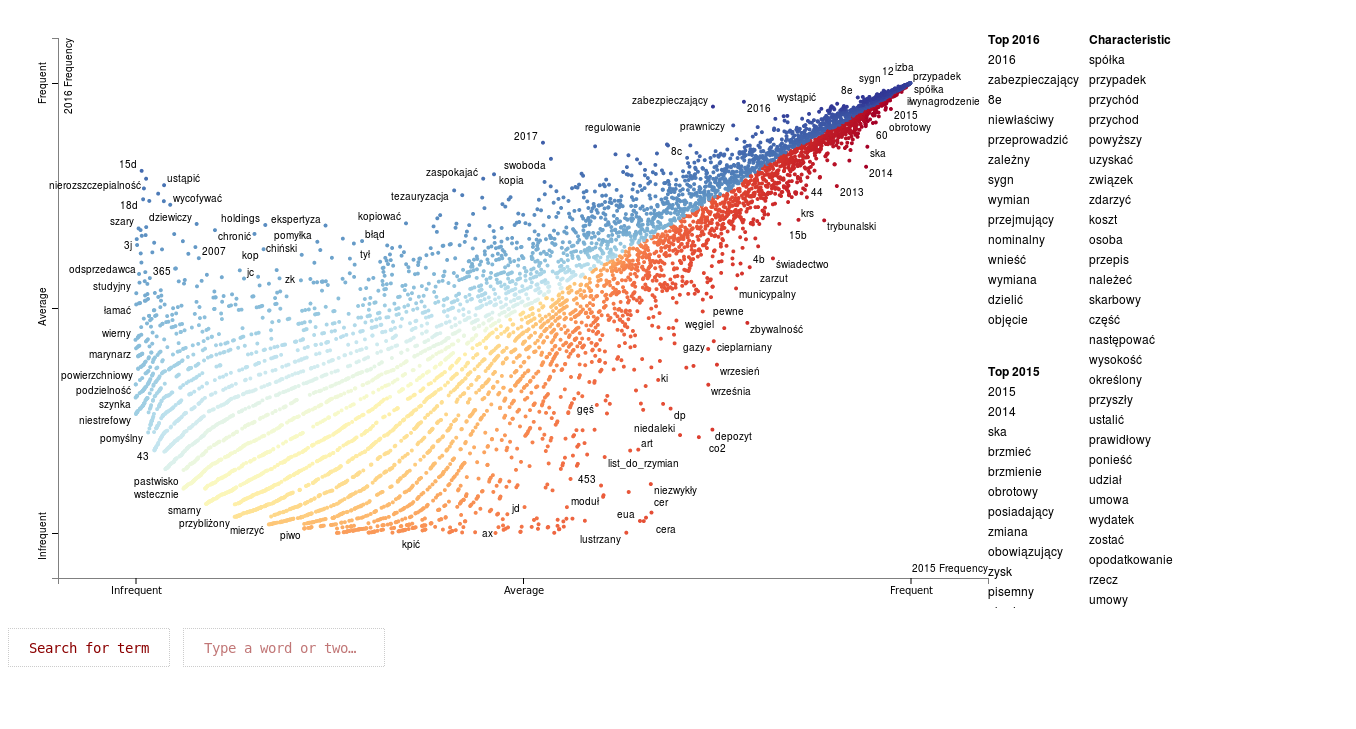 Frequent
2016 Frequency
Average
Infrequent
izba
12
sygn
przypadek
8e
spółka
wynagrodzenie
wystąpić
2016
zabezpieczający
2015
obrotowy
60
regulowanie
prawniczy
2017
8c
ska
15d
swoboda
2014
zaspokajać
ustąpić
kopia
nierozszczepialność
44
2013
wycofywać
tezauryzacja
18d
krs
szary
dziewiczy
holdings
ekspertyza
kopiować
trybunalski
chronić
pomyłka
błąd
15b
3j
2007
kop
chiński
tył
4b
świadectwo
odsprzedawca
365
jc
zk
zarzut
studyjny
municypalny
łamać
pewne
węgiel
zbywalność
wierny
gazy
cieplarniany
marynarz
wrzesień
powierzchniowy
ki
września
podzielność
szynka
gęś
dp
niestrefowy
niedaleki
pomyślny
depozyt
art
co2
43
list_do_rzymian
pastwisko
453
niezwykły
wstecznie
moduł
cer
smarny
jd
eua
przybliżony
mierzyć
piwo
ax
cera
kpić
lustrzany
2015 Frequency
Infrequent
Average
Frequent
Top 2016
2016
zabezpieczający
8e
niewłaściwy
przeprowadzić
zależny
sygn
wymian
przejmujący
nominalny
wnieść
wymiana
dzielić
objęcie
Top 2015
2015
2014
ska
brzmieć
brzmienie
obrotowy
posiadający
zmiana
obowiązujący
zysk
pisemny
Characteristic
spółka
przypadek
przychód
przychod
powyższy
uzyskać
związek
zdarzyć
koszt
osoba
przepis
należeć
skarbowy
część
następować
wysokość
określony
przyszły
ustalić
prawidłowy
ponieść
udział
umowa
wydatek
zostać
opodatkowanie
rzecz
umowy
Search for term
Type a word or two…